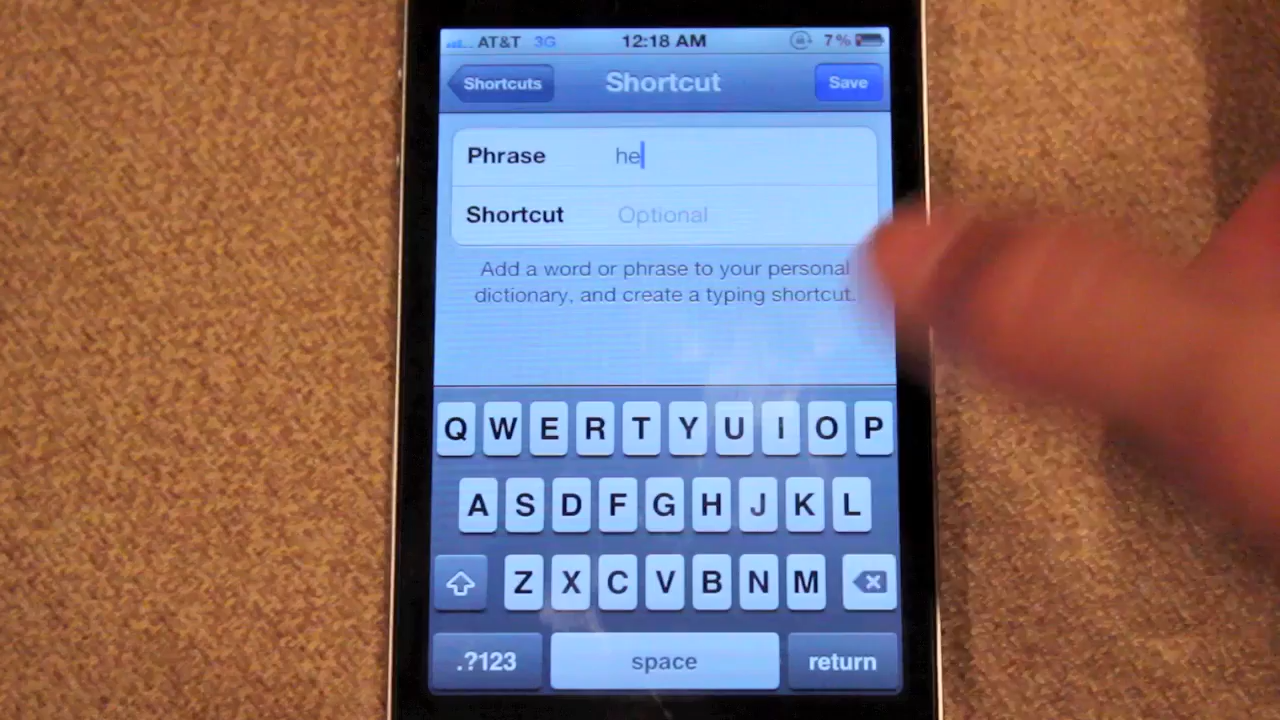 AT&T 3G 12:18 AM 7%
Shortcuts Shortcut Save
Phrase he
Shortcut Optional
Add a word or phrase to your personal
dictionary, and create a typing shortcut.
Q W E R T Y U I O P
A S D F G H J K L
Z X C V B N M
.?123 space return